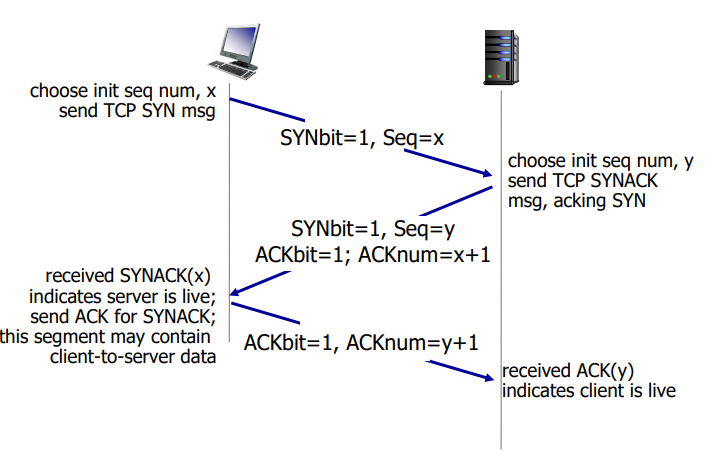 choose init seq num, x
send TCP SYN msg
SYNbit=1, Seq=x
choose init seq num, y
send TCP SYNACK
msg, acking SYN
SYNbit=1, Seq=y
ACKbit=1; ACKnum=x+1
received SYNACK(x)
indicates server is live;
send ACK for SYNACK;
this segment may contain
client-to-server data
ACKbit=1, ACKnum=y+1
received ACK(y)
indicates client is live